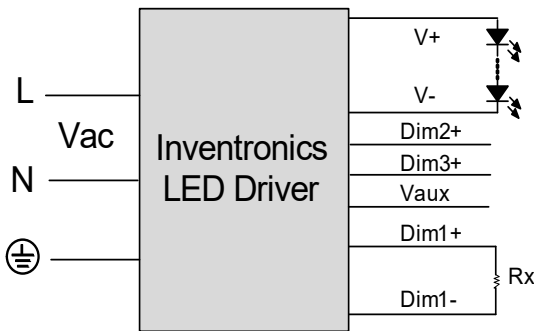 L
Vac
N
Inventronics
LED Driver
V+
V-
Dim2+
Dim3+
Vaux
Dim1+
Rx
Dim1-